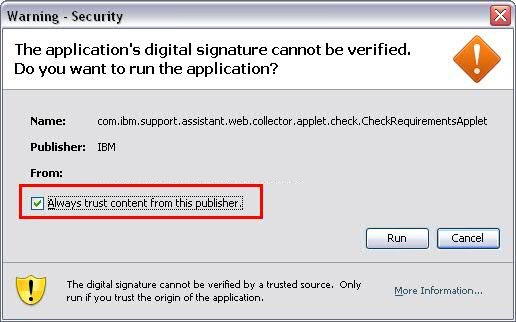 Warning - Security
The application's digital signature cannot be verified.
Do you want to run the application?
Name: com.ibm.support.assistant.web.collector.applet.check.CheckRequirementsApplet
Publisher: IBM
From:
Always trust content from this publisher.
Run Cancel
The digital signature cannot be verified by a trusted source. Only
run if you trust the origin of the application.
More Information...